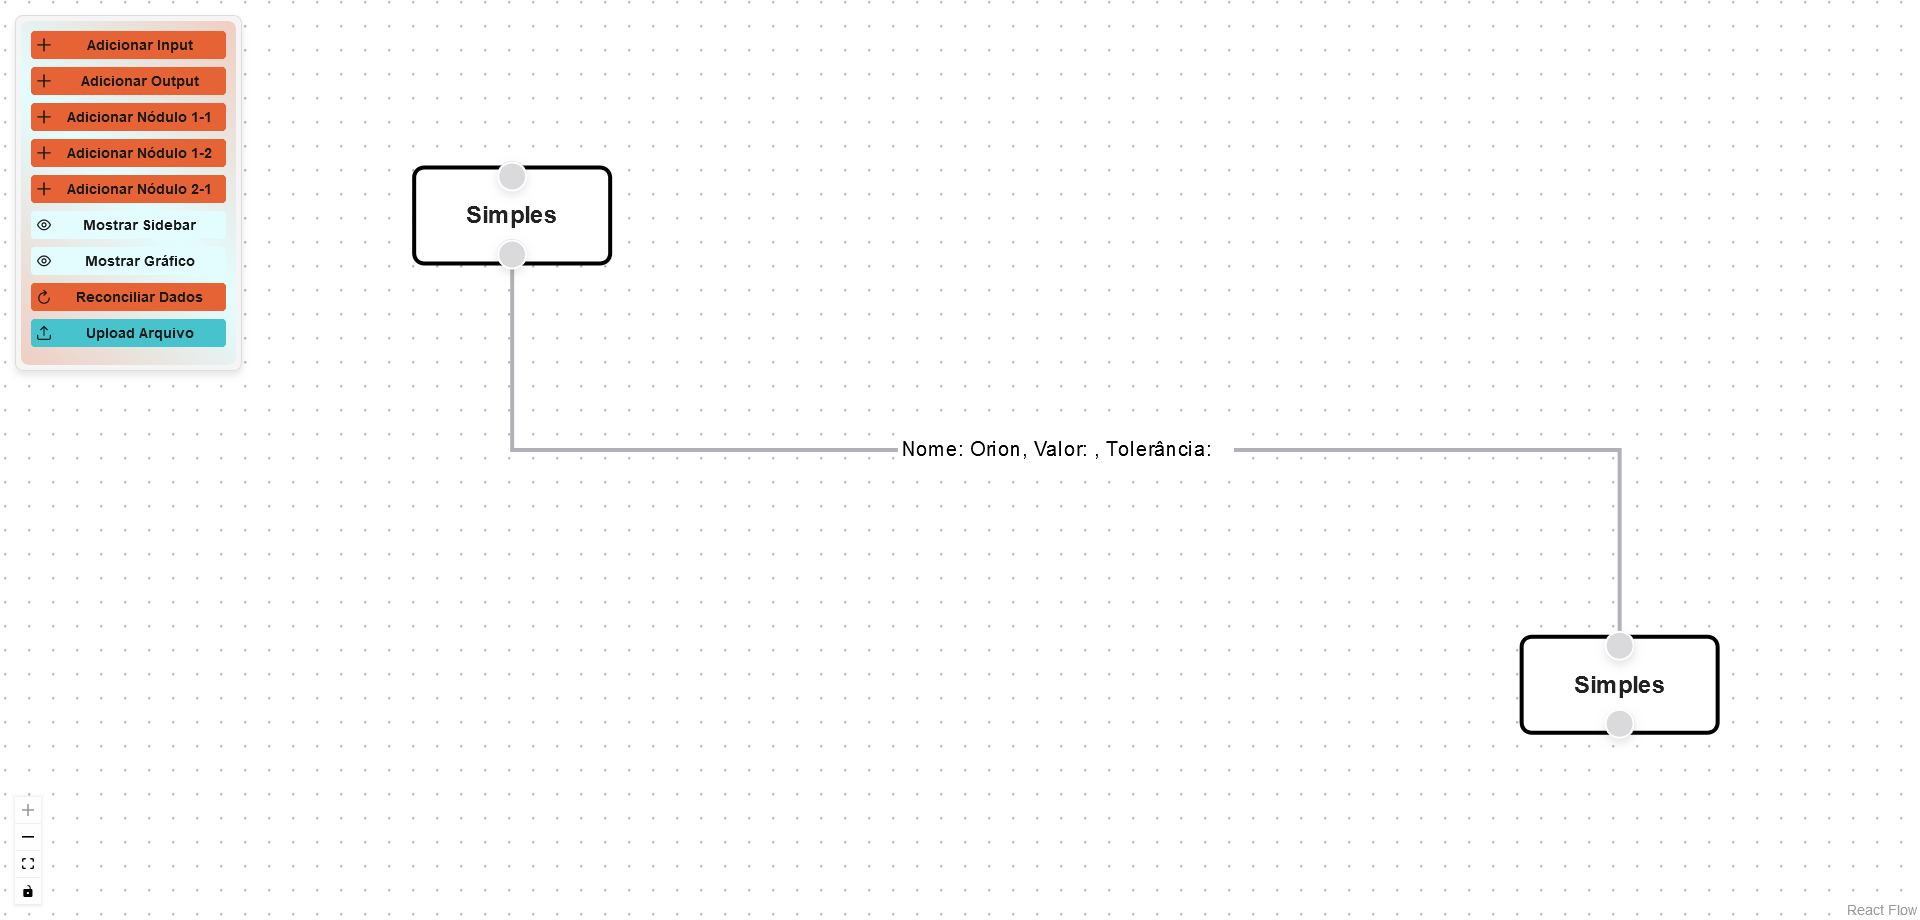 Adicionar Input
Adicionar Output
Adicionar Nódulo 1-1
Adicionar Nódulo 1-2
Adicionar Nódulo 2-1
Mostrar Sidebar
Mostrar Gráfico
Reconciliar Dados
Upload Arquivo
Simples
Nome: Orion, Valor: , Tolerância:
Simples
React Flow